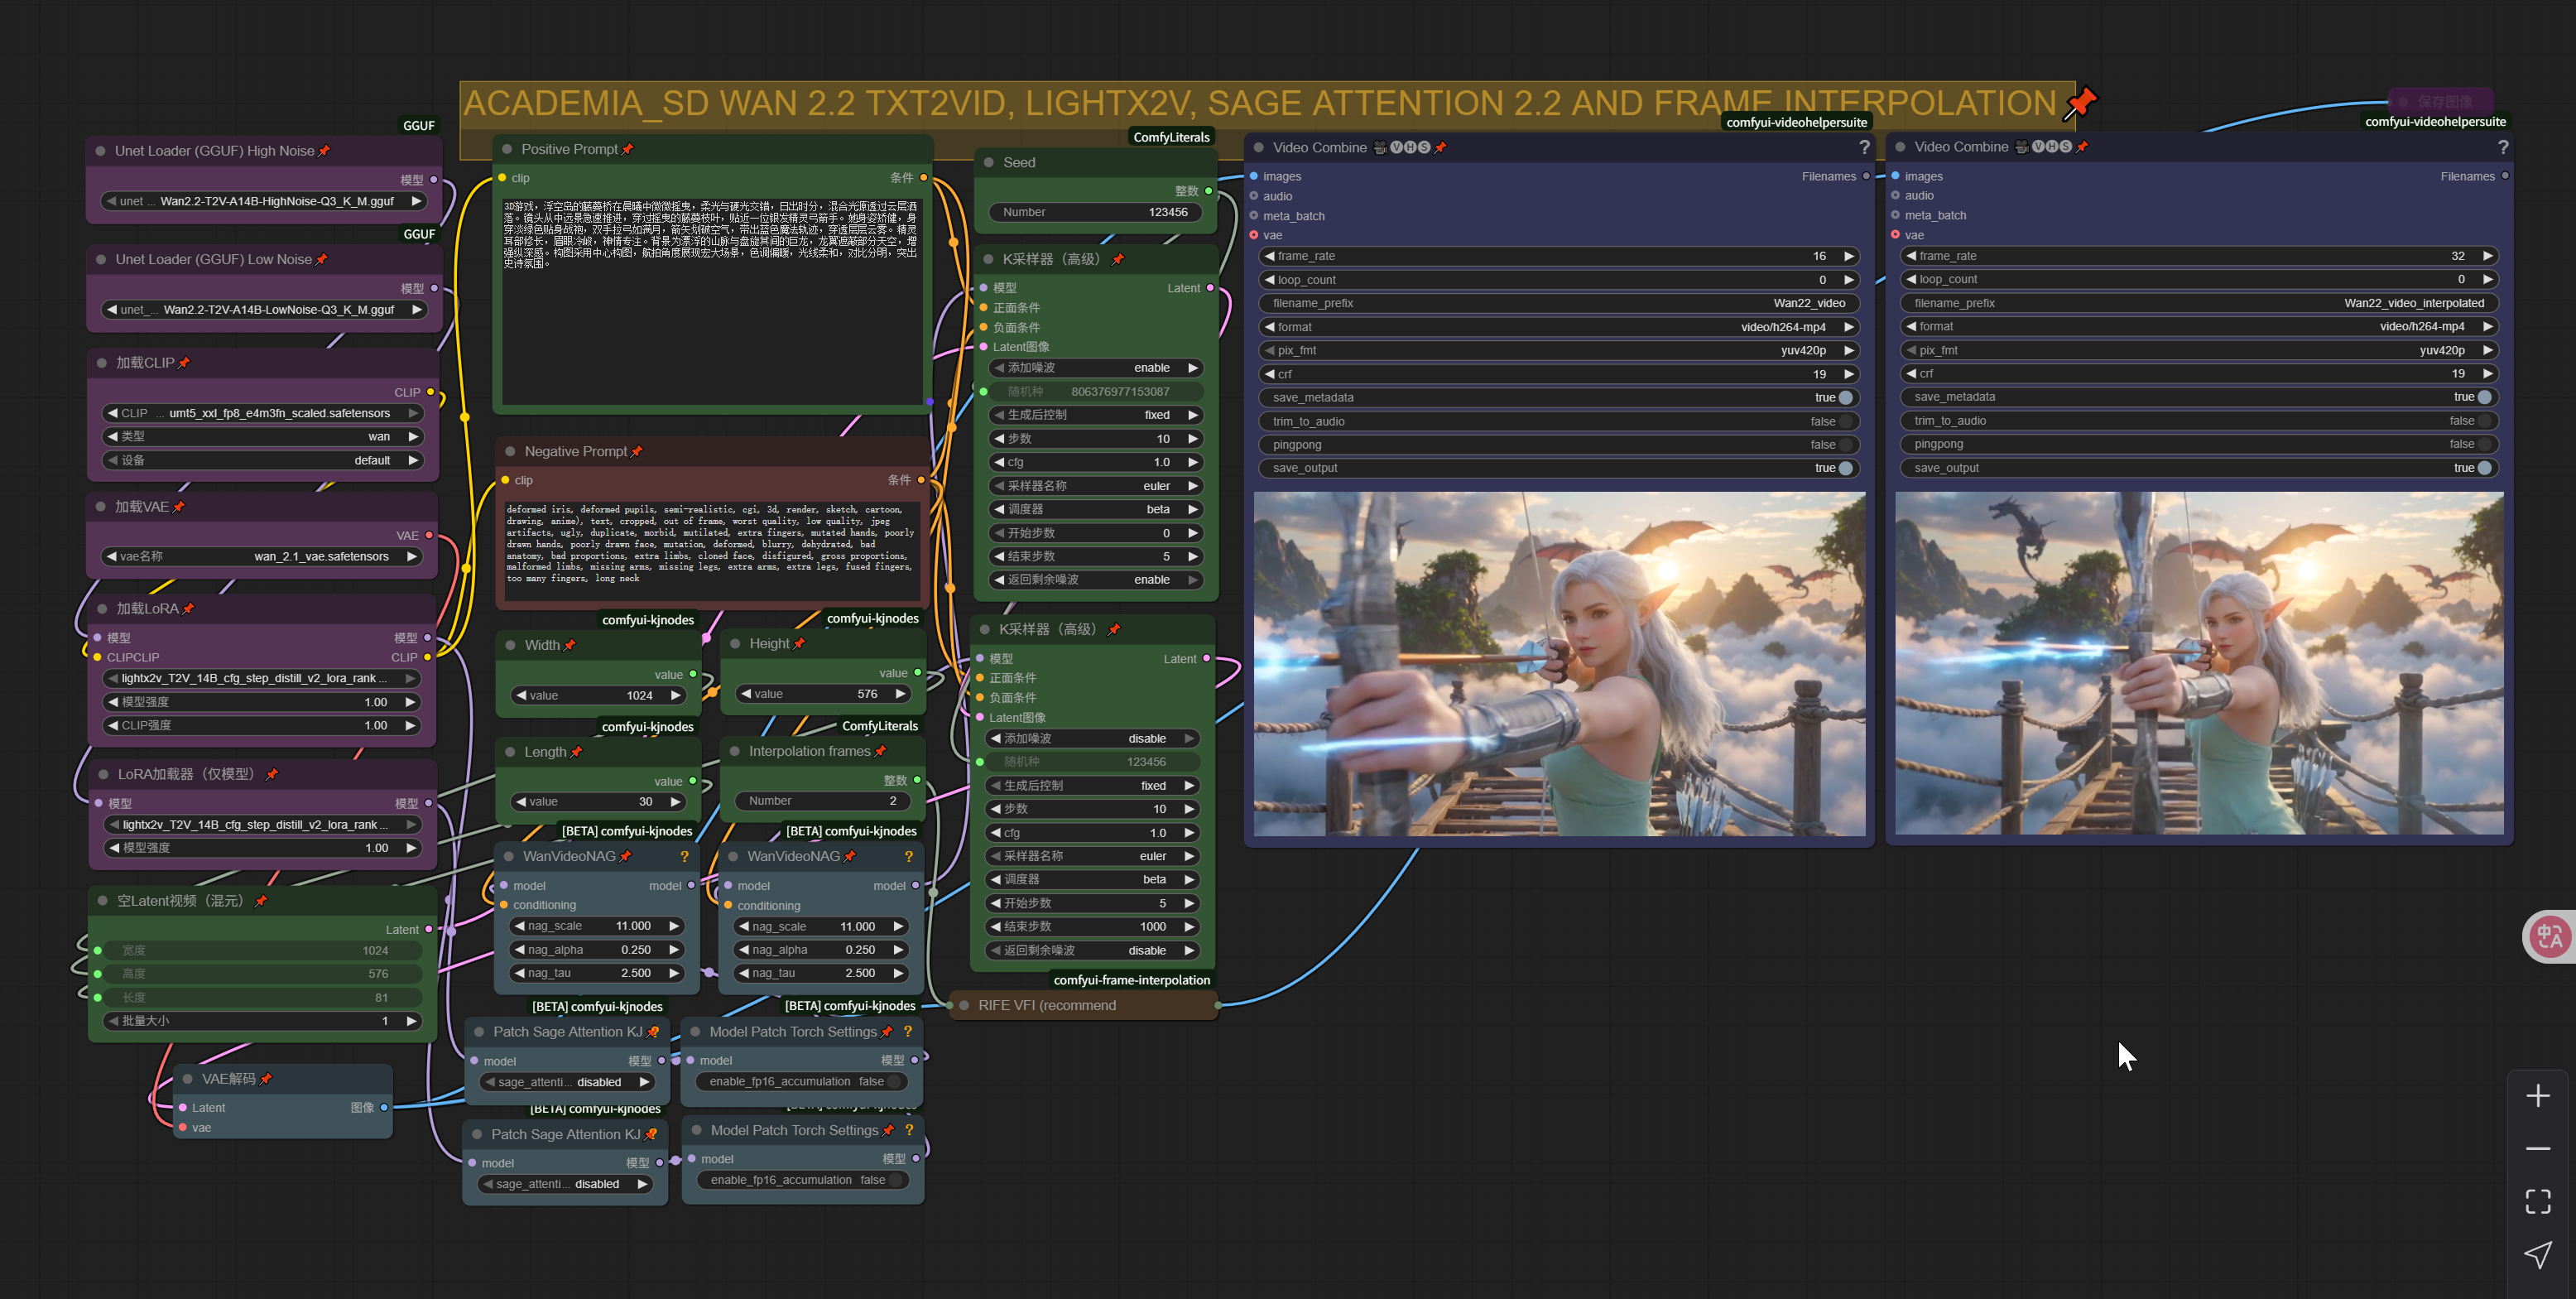 ACADEMIA_SD WAN 2.2 TXT2VID, LIGHTX2V, SAGE ATTENTION 2.2 AND FRAME INTERPOLATION
GGUF
Unet Loader (GGUF) High Noise
模型
unet ... Wan2.2-T2V-A14B-HighNoise-Q3_K_M.gguf
GGUF
Unet Loader (GGUF) Low Noise
模型
unet_... Wan2.2-T2V-A14B-LowNoise-Q3_K_M.gguf
加载CLIP
CLIP
CLIP ... umt5_xxl_fp8_e4m3fn_scaled.safetensors
类型 wan
设备 default
加载VAE
VAE
vae名称 wan_2.1_vae.safetensors
加载LoRA
模型 模型
CLIPCLIP CLIP
lightx2v_T2V_14B_cfg_step_distill_v2_lora_rank ...
模型强度 1.00
CLIP强度 1.00
LoRA加载器（仅模型）
模型 模型
lightx2v_T2V_14B_cfg_step_distill_v2_lora_rank ...
模型强度 1.00
空Latent视频（混元）
Latent
宽度 1024
高度 576
长度 81
批量大小 1
VAE解码
Latent 图像
vae
Positive Prompt
clip 条件
3D游戏，浮空岛的藤蔓桥在晨曦中微微摇曳，柔光与硬光交错，日出时分，混合光源透过云层洒
落。镜头从中远景急速推进，穿过摇曳的藤蔓枝叶，贴近一位银发精灵弓箭手。她身姿矫健，身
穿淡绿色贴身战袍，双手拉弓如满月，箭矢划破空气，带出蓝色魔法轨迹，穿透层层云雾。精灵
耳部修长，眉眼冷峻，神情专注。背景为漂浮的山脉与盘旋其间的巨龙，龙翼遮蔽部分天空，增
强纵深感。构图采用中心构图，航拍角度展现宏大场景，色调偏暖，光线柔和，对比分明，突出
史诗氛围。
Negative Prompt
clip 条件
deformed iris, deformed pupils, semi-realistic, cgi, 3d, render, sketch, cartoon,
drawing, anime), text, cropped, out of frame, worst quality, low quality, jpeg
artifacts, ugly, duplicate, morbid, mutilated, extra fingers, mutated hands, poorly
drawn hands, poorly drawn face, mutation, deformed, blurry, dehydrated, bad
anatomy, bad proportions, extra limbs, cloned face, disfigured, gross proportions,
malformed limbs, missing arms, missing legs, extra arms, extra legs, fused fingers,
too many fingers, long neck
comfyui-kjnodes
Width
value
value 1024
comfyui-kjnodes
Height
value
value 576
comfyui-kjnodes
Length
value
value 30
ComfyLiterals
Interpolation frames
整数
Number 2
[BETA] comfyui-kjnodes
WanVideoNAG ?
model model
conditioning
nag_scale 11.000
nag_alpha 0.250
nag_tau 2.500
[BETA] comfyui-kjnodes
WanVideoNAG ?
model model
conditioning
nag_scale 11.000
nag_alpha 0.250
nag_tau 2.500
[BETA] comfyui-kjnodes
Patch Sage Attention KJ ?
model 模型
sage_attenti... disabled
[BETA] comfyui-kjnodes
Model Patch Torch Settings ?
model 模型
enable_fp16_accumulation false
[BETA] comfyui-kjnodes
Patch Sage Attention KJ ?
model 模型
sage_attenti... disabled
[BETA] comfyui-kjnodes
Model Patch Torch Settings ?
model 模型
enable_fp16_accumulation false
ComfyLiterals
Seed
整数
Number 123456
K采样器（高级）
模型 Latent
正面条件
负面条件
Latent图像
添加噪波 enable
随机种 806376977153087
生成后控制 fixed
步数 10
cfg 1.0
采样器名称 euler
调度器 beta
开始步数 0
结束步数 5
返回剩余噪波 enable
K采样器（高级）
模型 Latent
正面条件
负面条件
Latent图像
添加噪波 disable
随机种 123456
生成后控制 fixed
步数 10
cfg 1.0
采样器名称 euler
调度器 beta
开始步数 5
结束步数 1000
返回剩余噪波 disable
comfyui-frame-interpolation
RIFE VFI (recommend
comfyui-videohelpersuite
Video Combine VHS ?
images Filenames
audio
meta_batch
vae
frame_rate 16
loop_count 0
filename_prefix Wan22_video
format video/h264-mp4
pix_fmt yuv420p
crf 19
save_metadata true
trim_to_audio false
pingpong false
save_output true
保存图像
comfyui-videohelpersuite
Video Combine VHS ?
images Filenames
audio
meta_batch
vae
frame_rate 32
loop_count 0
filename_prefix Wan22_video_interpolated
format video/h264-mp4
pix_fmt yuv420p
crf 19
save_metadata true
trim_to_audio false
pingpong false
save_output true
中A